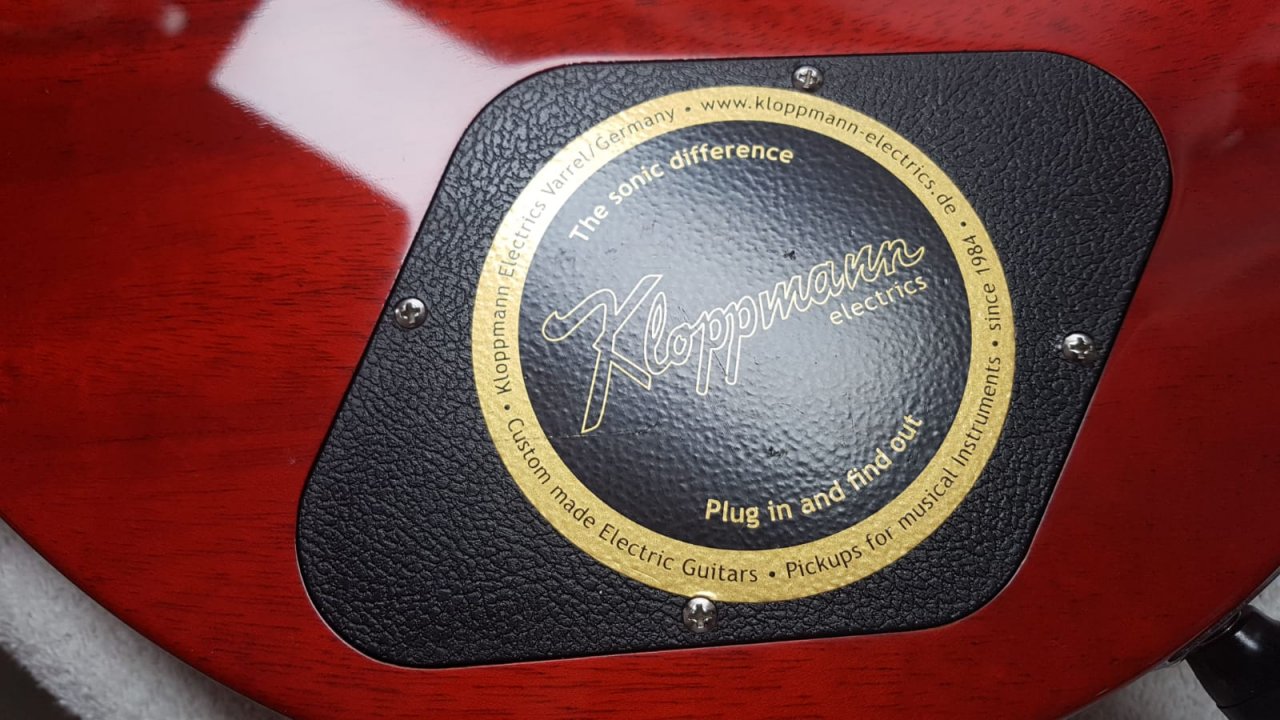 • Kloppmann Electrics Varrel/Germany • www.kloppmann-electrics.de • since 1984 •
The sonic difference
Kloppmann
electrics
Plug in and find out
Custom made Electric Guitars • Pickups for musical Instruments